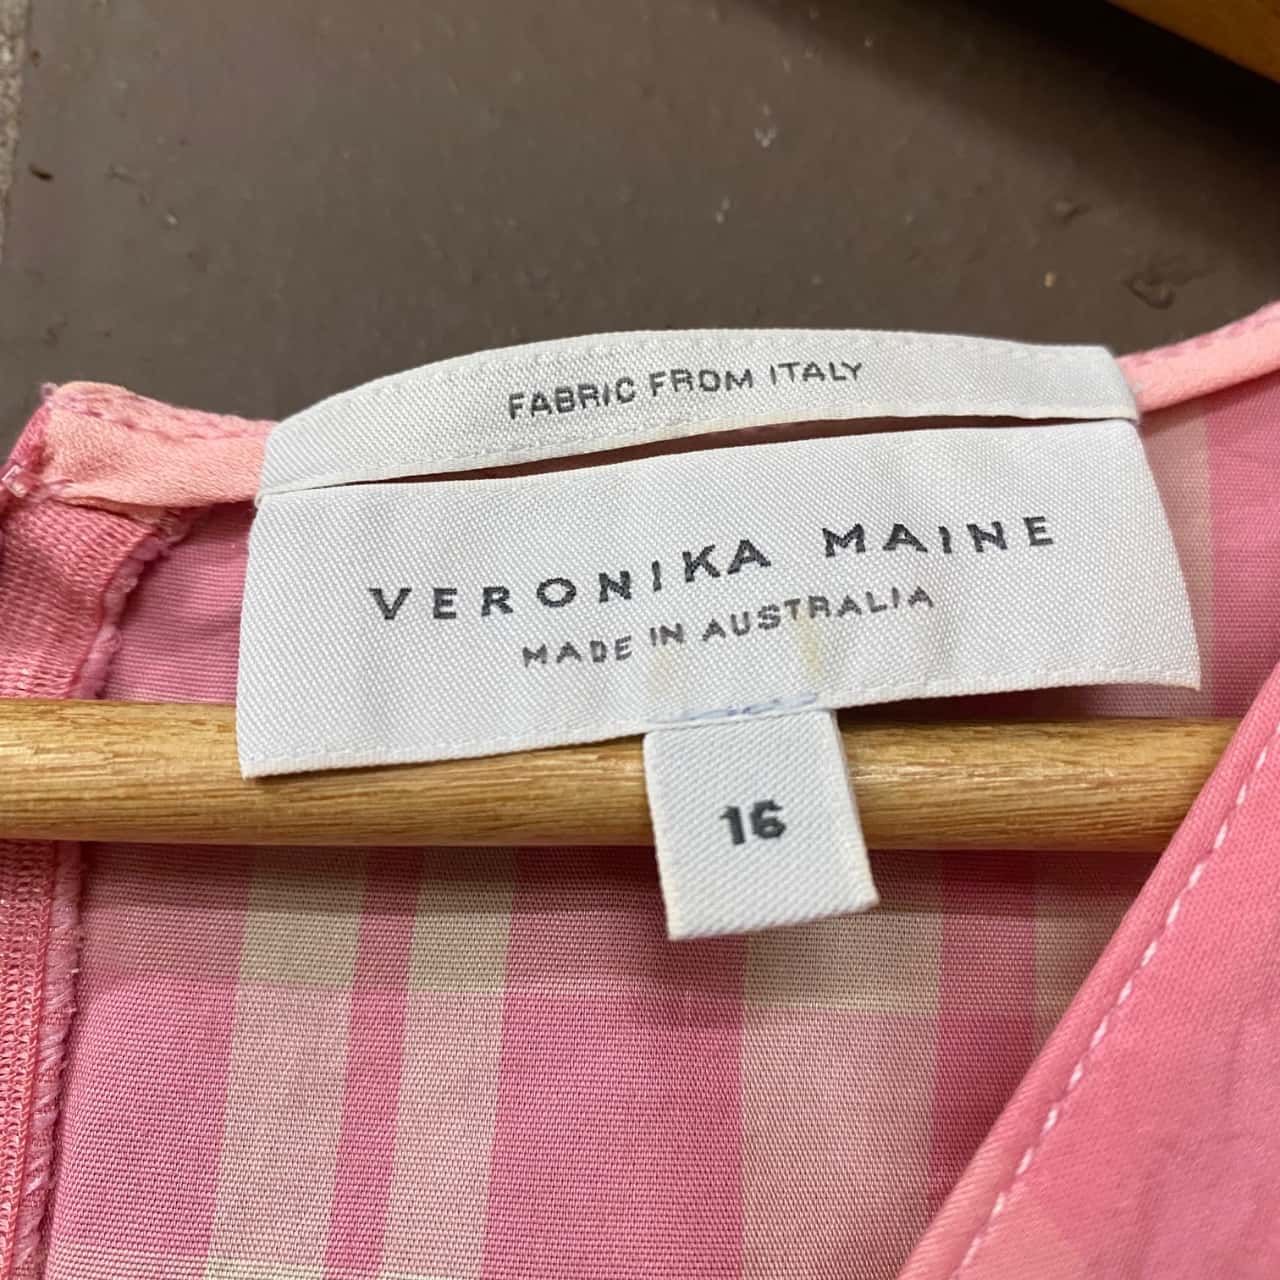 FABRIC FROM ITALY
VERONIKA MAINE
MADE IN AUSTRALIA
16